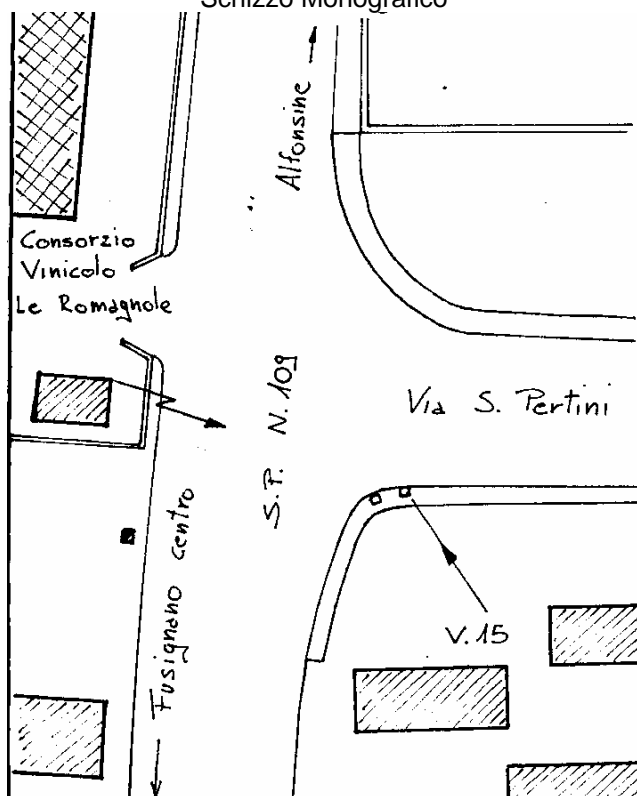 Schizzo Monografico
Alfonsine
Consorzio
Vinicolo
Le Romagnole
S.P. N.109
Via S. Pertini
Fusignano centro
V.15